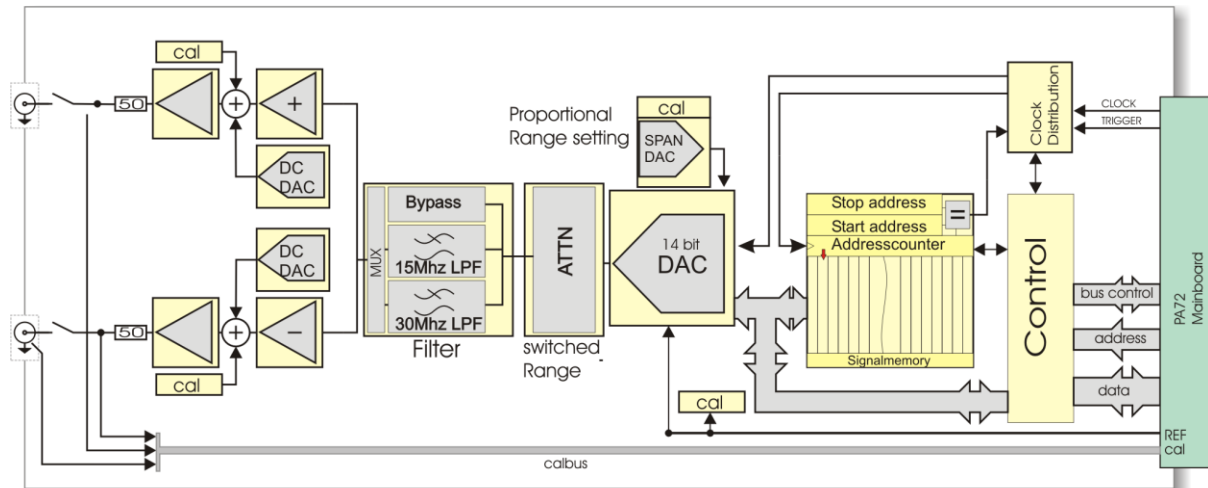 cal
50
+
+
DC
DAC
Proportional
Range setting
cal
SPAN
DAC
Clock
Distribution
CLOCK
TRIGGER
MUX
Bypass
15Mhz LPF
30Mhz LPF
Filter
ATTN
switched
Range
14 bit
DAC
Stop address
Start address
=
Addresscounter
Signalmemory
Control
bus control
address
data
PA72
Mainboard
DC
DAC
50
+
−
cal
cal
REF
cal
calbus